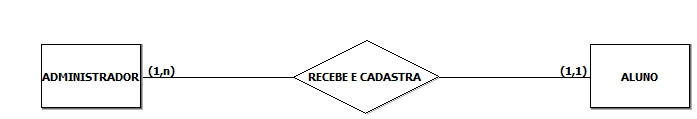 ADMINISTRADOR
(1,n)
RECEBE E CADASTRA
(1,1)
ALUNO